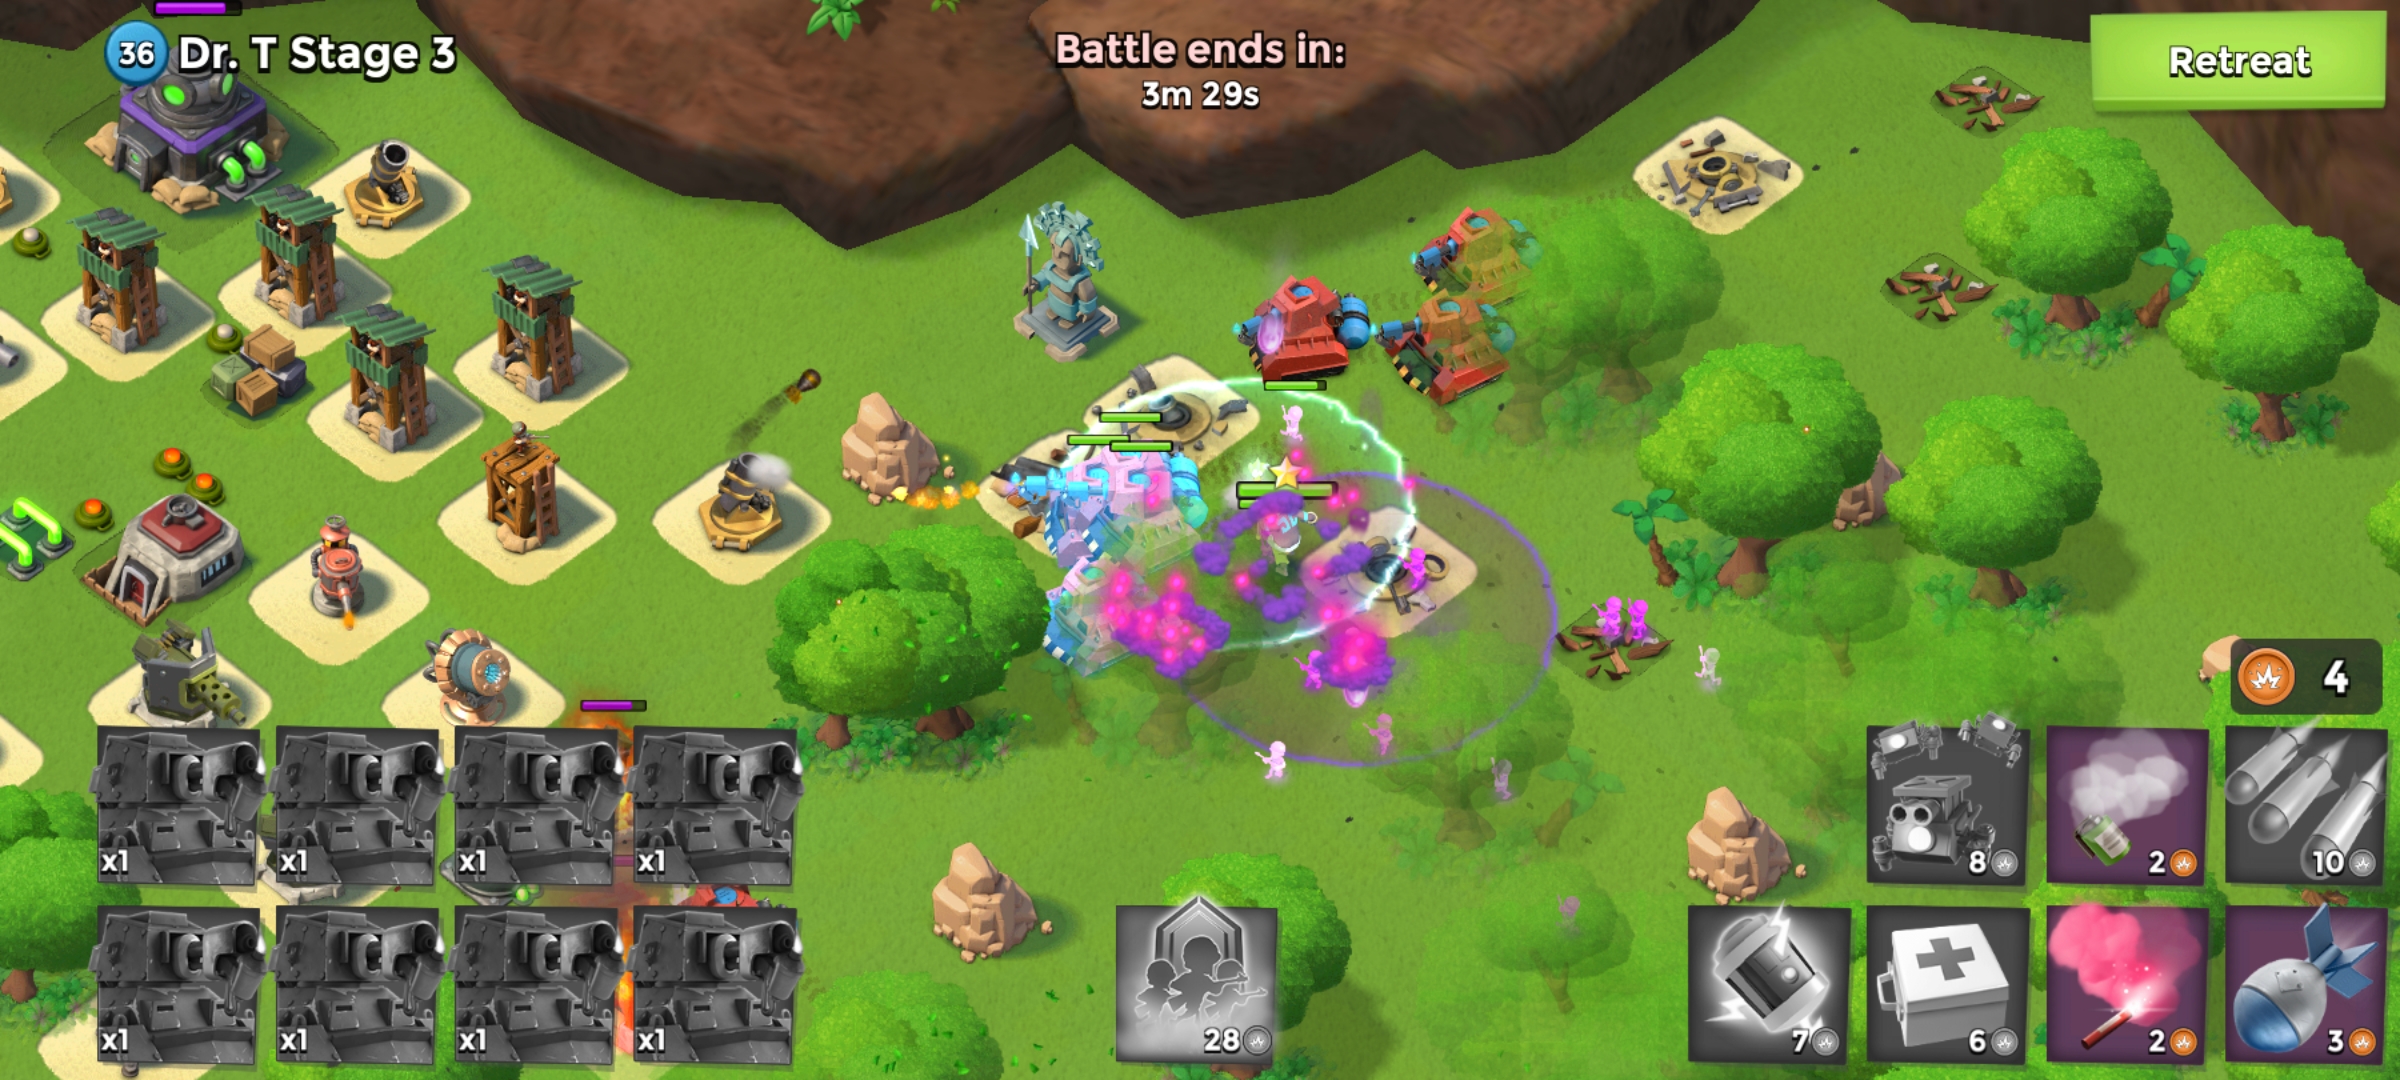 36 Dr. T Stage 3
Battle ends in:
3m 29s
Retreat
4
x1 x1 x1 x1
8 2 10
x1 x1 x1 x1
28
7 6 2 3